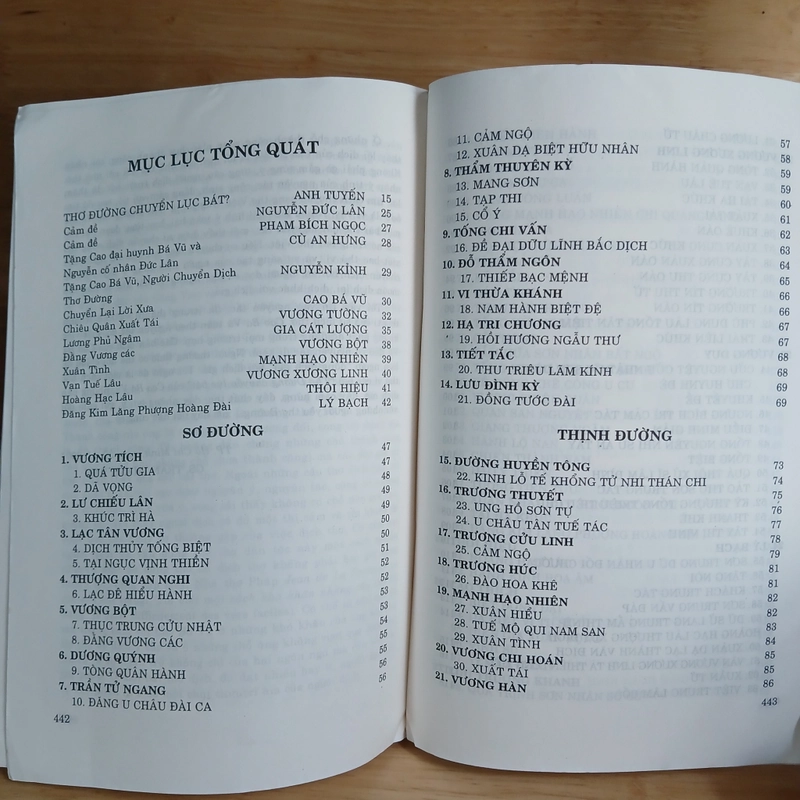 MỤC LỤC TỔNG QUÁT
THƠ ĐƯỜNG CHUYỂN LỤC BÁT? ANH TUYẾN 15
Cảm đề NGUYỄN ĐỨC LÂN 25
Cảm đề PHẠM BÍCH NGỌC 27
Tặng Cao đại huynh Bá Vũ và CÙ AN HƯNG 28
Nguyễn cố nhân Đức Lân
Tặng Cao Bá Vũ, Người Chuyển Dịch NGUYỄN KỈNH 29
Thơ Đường
Chuyển Lại Lời Xưa CAO BÁ VŨ 30
Chiêu Quân Xuất Tái VƯƠNG TƯỜNG 32
Lương Phủ Ngâm GIA CÁT LƯỢNG 35
Đằng Vương các VƯƠNG BỘT 38
Xuân Tình MẠNH HẠO NHIÊN 39
Vạn Tuế Lâu VƯƠNG XƯƠNG LINH 40
Hoàng Hạc Lâu THÔI HIỆU 41
Đăng Kim Lăng Phượng Hoàng Đài LÝ BẠCH 42
SƠ ĐƯỜNG
1. VƯƠNG TÍCH 47
1. QUÁ TỬU GIA 47
2. DÃ VỌNG 48
2. LƯ CHIẾU LÂN 49
3. KHÚC TRÌ HÀ 49
3. LẠC TÂN VƯƠNG 50
4. DỊCH THỦY TỐNG BIỆT 50
5. TẠI NGỤC VỊNH THIỀN 51
4. THƯỢNG QUAN NGHI 52
6. LẠC ĐÊ HIỂU HÀNH 52
5. VƯƠNG BỘT 53
7. THỤC TRUNG CỬU NHẬT 53
8. ĐẰNG VƯƠNG CÁC 54
6. DƯƠNG QUÝNH 55
9. TÒNG QUÂN HÀNH 55
7. TRẦN TỬ NGANG 56
10. ĐĂNG U CHÂU ĐÀI CA 56
442
11. CẢM NGỘ 57
12. XUÂN DẠ BIỆT HỮU NHÂN 58
8. THẨM THUYÊN KỲ 59
13. MANG SƠN 59
14. TẠP THI 60
15. CỔ Ý 61
9. TỐNG CHI VẤN 62
16. ĐỀ ĐẠI DỮU LĨNH BẮC DỊCH 62
10. ĐỖ THẨM NGÔN 63
17. THIẾP BẠC MỆNH 63
11. VI THỪA KHÁNH 66
18. NAM HÀNH BIỆT ĐỆ 66
12. HẠ TRI CHƯƠNG 67
19. HỒI HƯƠNG NGẪU THƯ 67
13. TIẾT TẮC 68
20. THU TRIÊU LÃM KÍNH 68
14. LƯU ĐÌNH KỲ 69
21. ĐỒNG TƯỚC ĐÀI 69
THỊNH ĐƯỜNG
15. ĐƯỜNG HUYỀN TÔNG 73
22. KINH LỖ TẾ KHỔNG TỬ NHI THÁN CHI 74
16. TRƯƠNG THUYẾT 75
23. UNG HỒ SƠN TỰ 76
24. U CHÂU TÂN TUẾ TÁC 77
17. TRƯƠNG CỬU LINH 78
25. CẢM NGỘ 79
18. TRƯƠNG HÚC 81
26. ĐÀO HOA KHÊ 81
19. MẠNH HẠO NHIÊN 82
27. XUÂN HIỂU 82
28. TUẾ MỘ QUI NAM SAN 83
29. XUÂN TÌNH 84
20. VƯƠNG CHI HOÁN 85
30. XUẤT TÁI 85
21. VƯƠNG HÀN 86
443